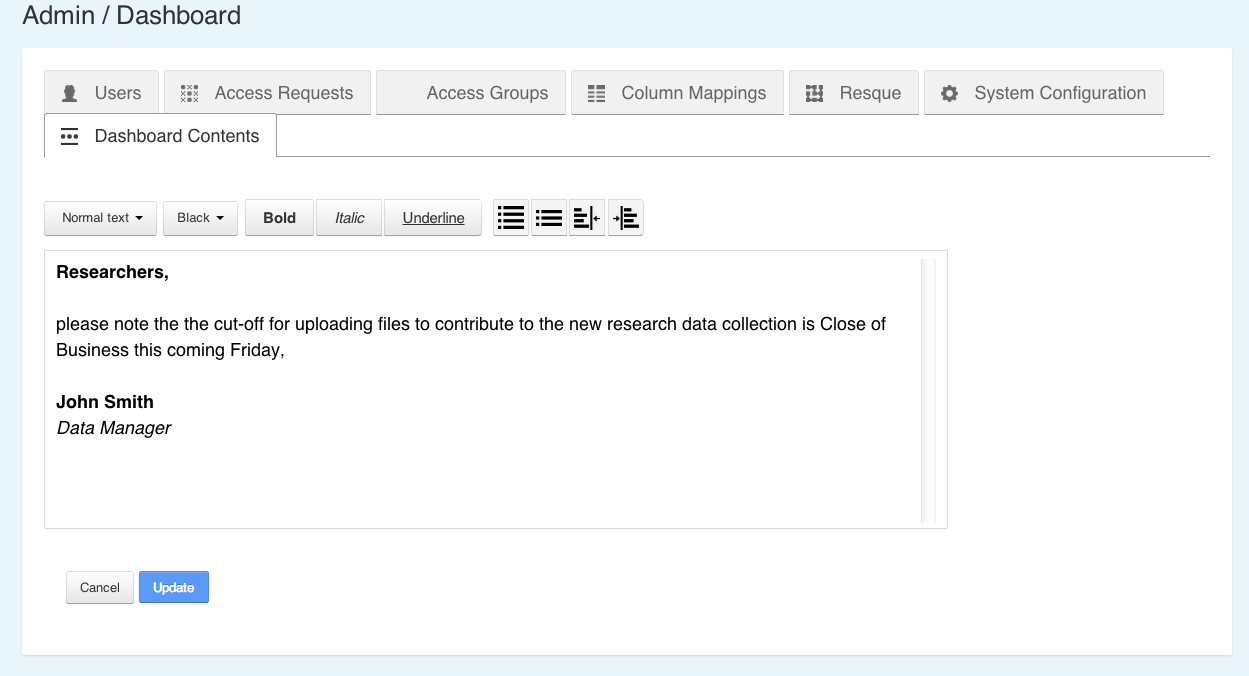 Admin / Dashboard
Users Access Requests Access Groups Column Mappings Resque System Configuration
Dashboard Contents
Normal text Black Bold Italic Underline
Researchers,
please note the the cut-off for uploading files to contribute to the new research data collection is Close of
Business this coming Friday,
John Smith
Data Manager
Cancel Update